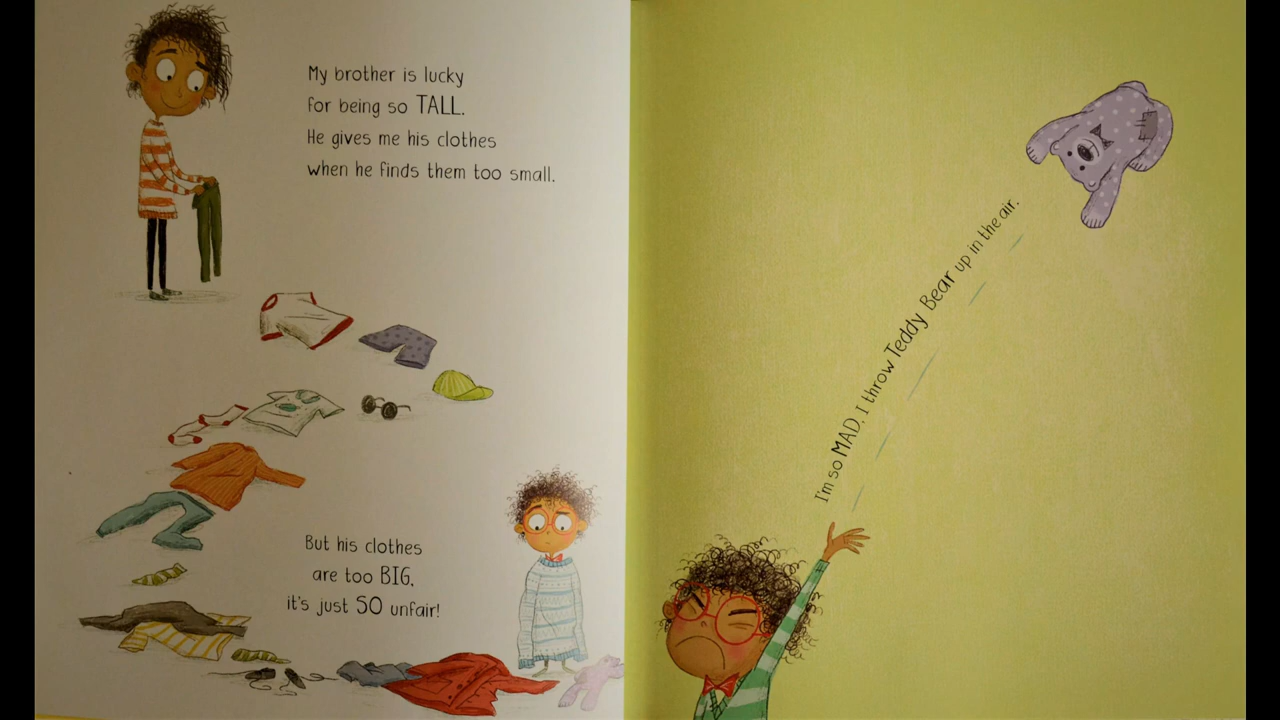 My brother is lucky
for being so TALL.
He gives me his clothes
when he finds them too small.
But his clothes
are too BIG,
it's just SO unfair!
I'm so MAD, I throw Teddy Bear up in the air.